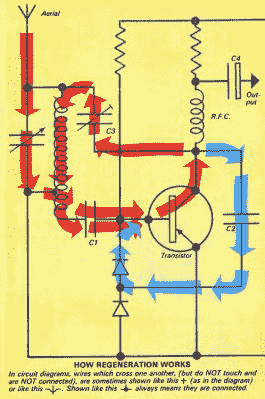 Aerial
C4
Out-
put
R.F.C.
C3
C1
C2
Transistor
HOW REGENERATION WORKS
In circuit diagrams, wires which cross one another, (but do NOT touch and
are NOT connected), are sometimes shown like this + (as in the diagram)
or like this. Shown like this always means they are connected.